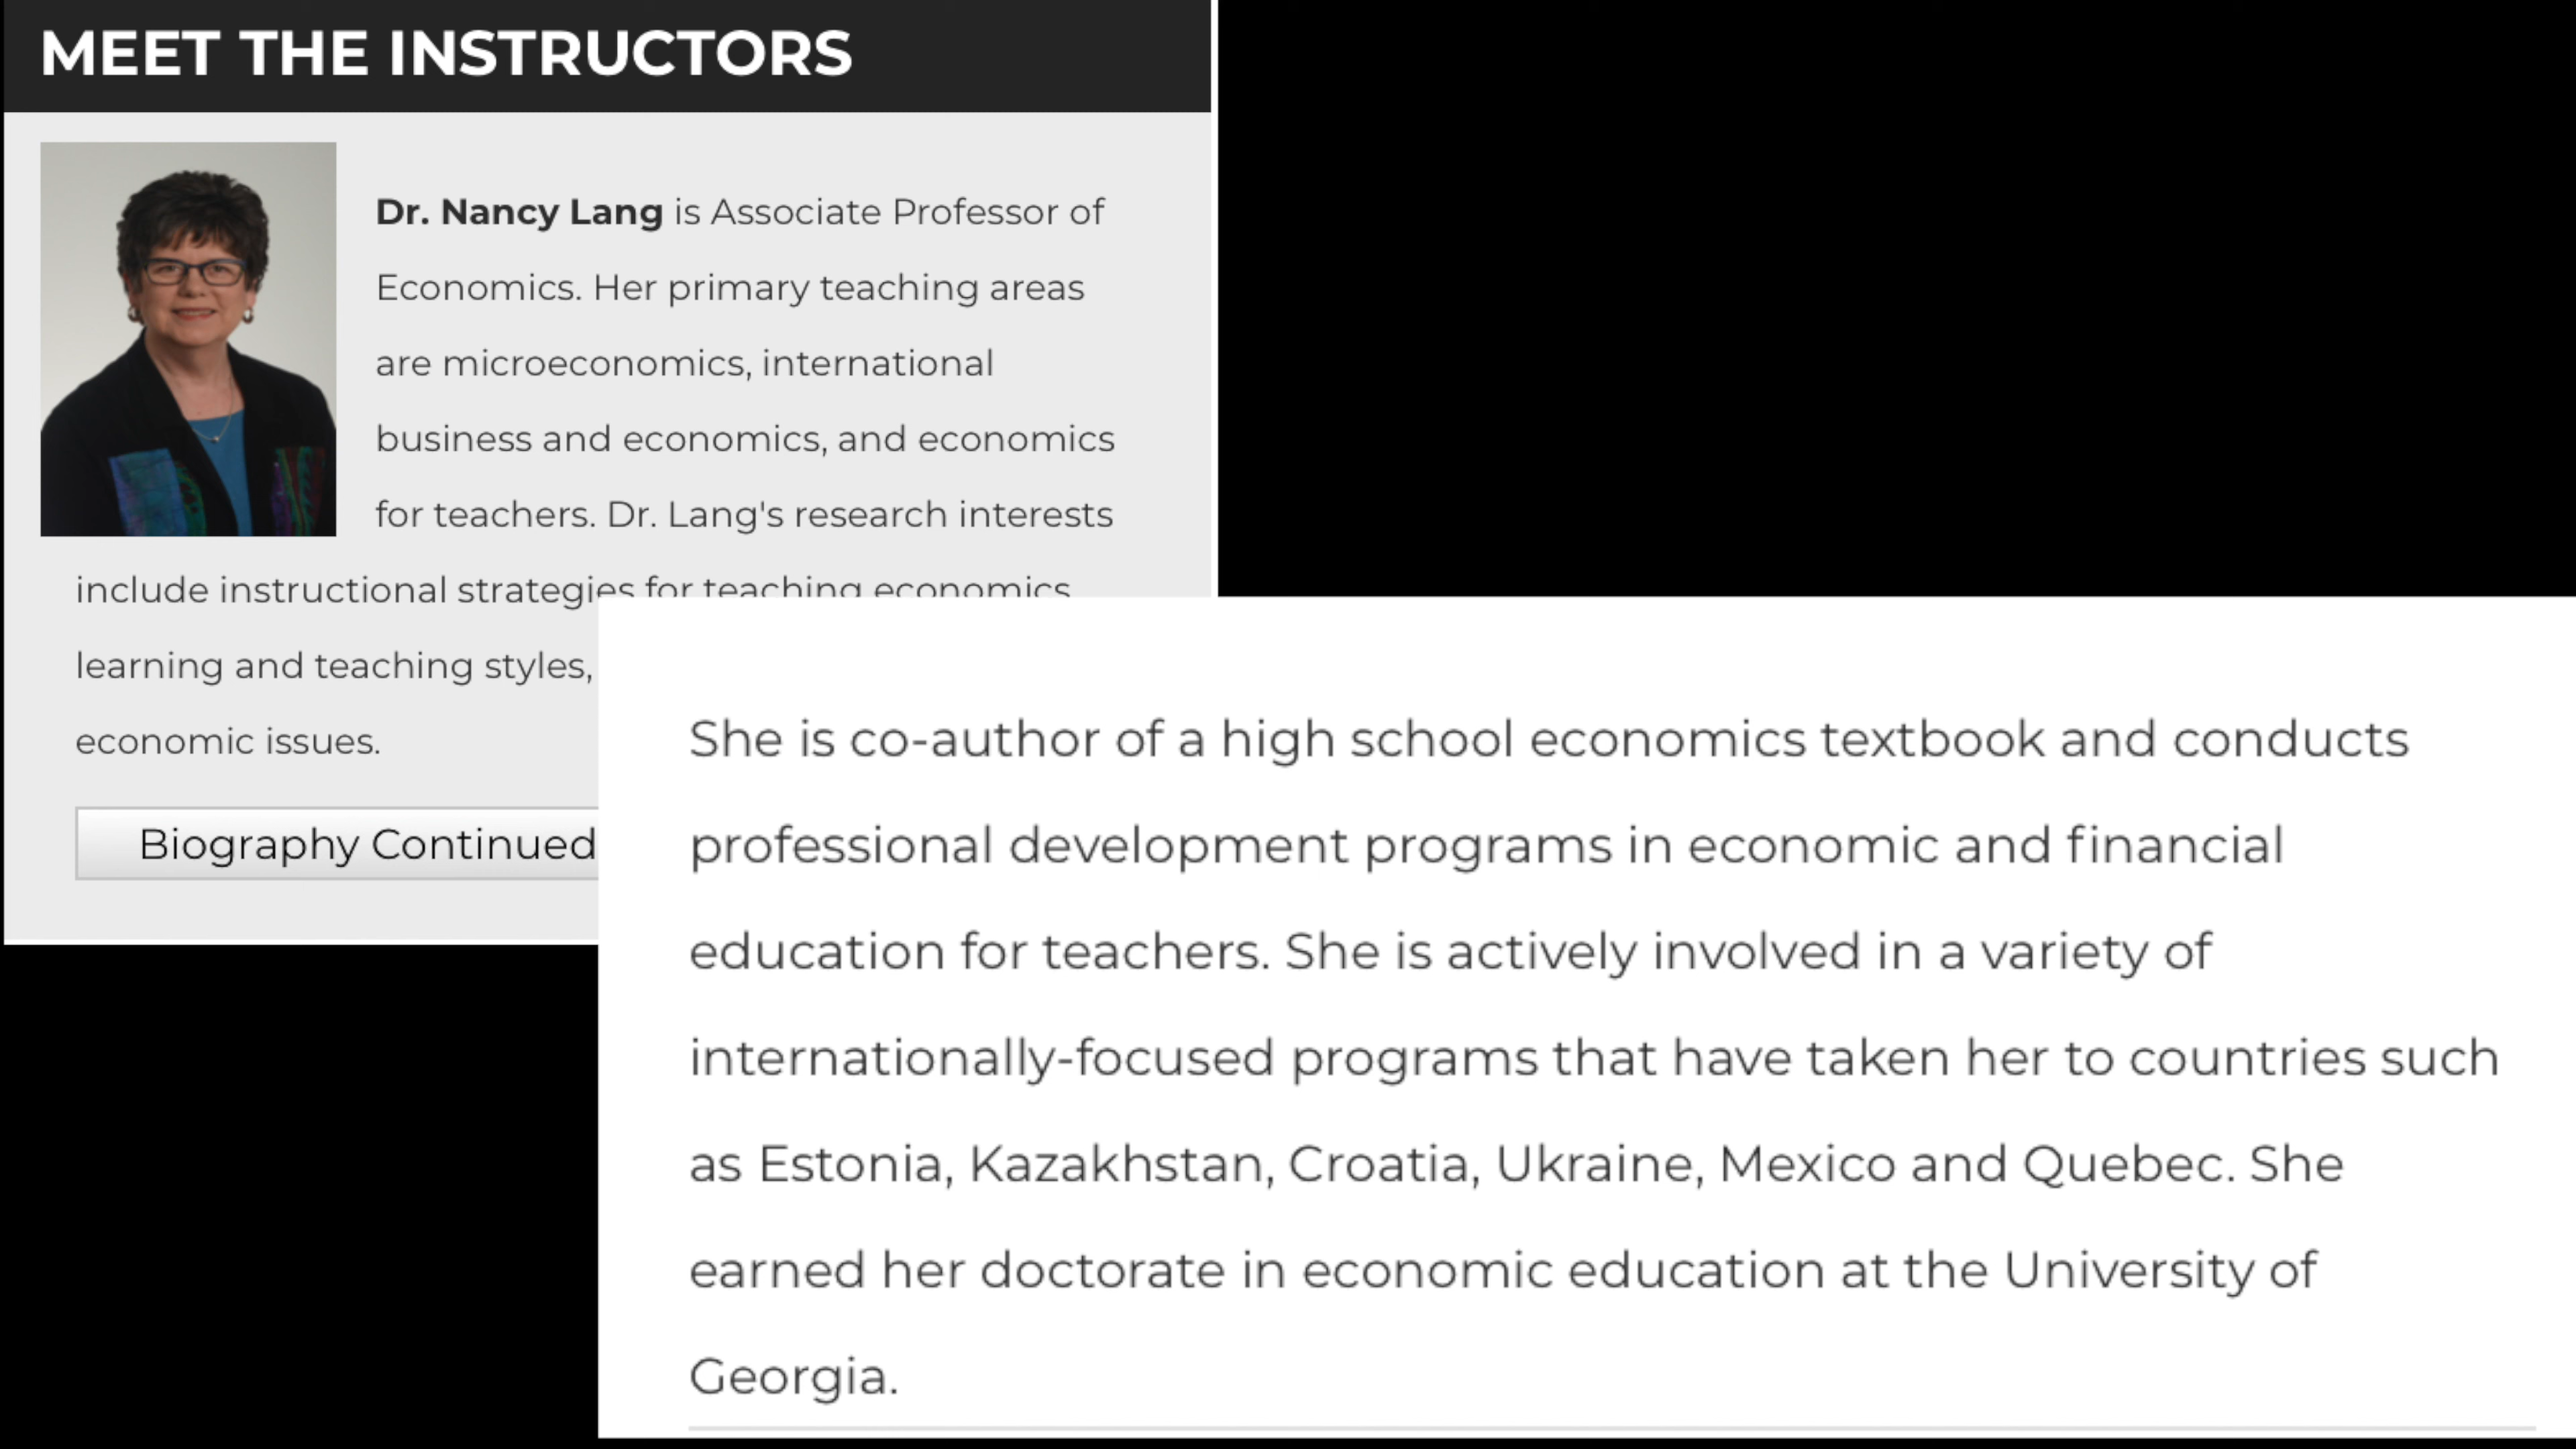 MEET THE INSTRUCTORS
Dr. Nancy Lang is Associate Professor of
Economics. Her primary teaching areas
are microeconomics, international
business and economics, and economics
for teachers. Dr. Lang's research interests
include instructional strategies for teaching economics
learning and teaching styles,
economic issues.
Biography Continued
She is co-author of a high school economics textbook and conducts
professional development programs in economic and financial
education for teachers. She is actively involved in a variety of
internationally-focused programs that have taken her to countries such
as Estonia, Kazakhstan, Croatia, Ukraine, Mexico and Quebec. She
earned her doctorate in economic education at the University of
Georgia.